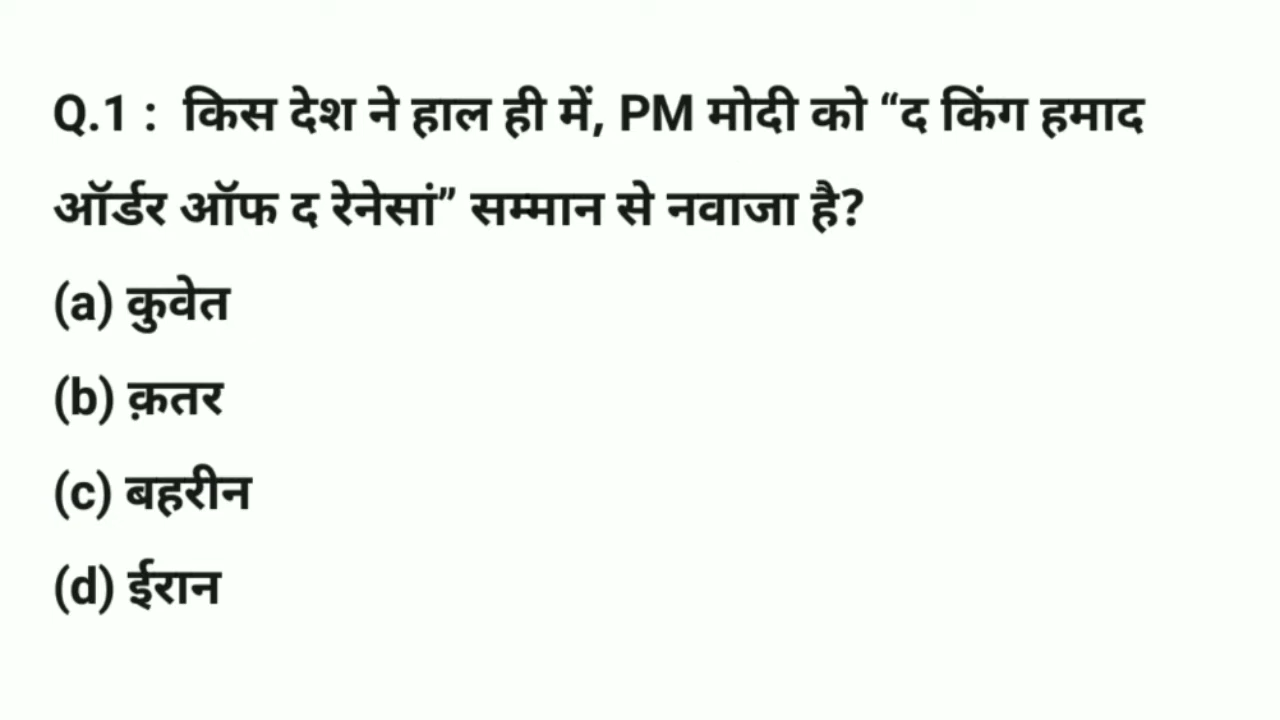 Q.1 : किस देश ने हाल ही में, PM मोदी को “द किंग हमाद
ऑर्डर ऑफ द रेनेसां” सम्मान से नवाजा है?
(a) कुवेत
(b) क़तर
(c) बहरीन
(d) ईरान